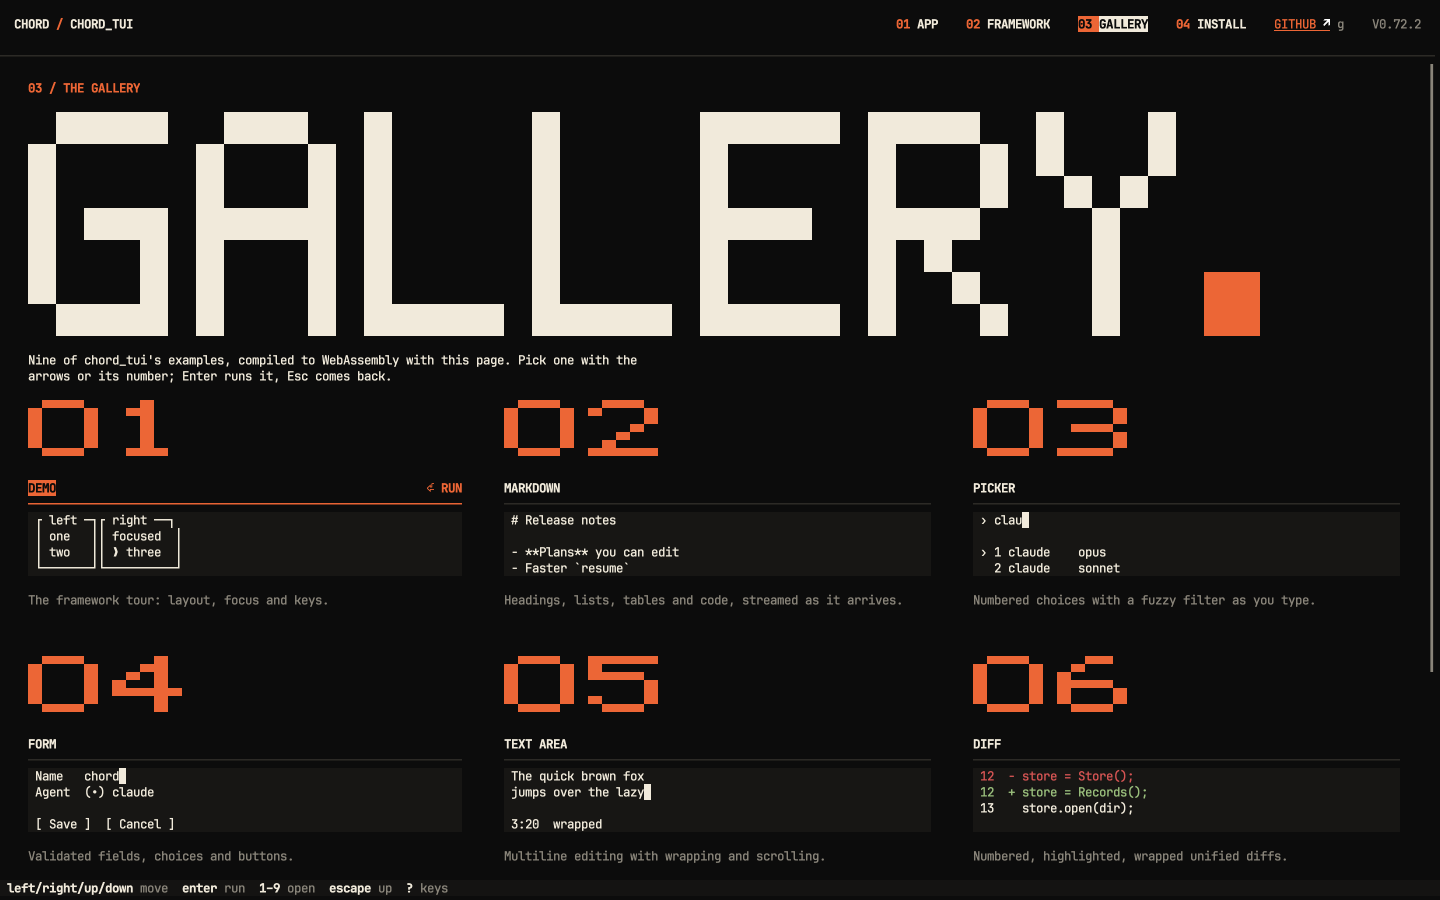 CHORD / CHORD_TUI
01 APP 02 FRAMEWORK 03 GALLERY 04 INSTALL GITHUB ↗ g V0.72.2
03 / THE GALLERY
GALLERY.
Nine of chord_tui's examples, compiled to WebAssembly with this page. Pick one with the
arrows or its number; Enter runs it, Esc comes back.
01
DEMO RUN
left right
one focused
two › three
The framework tour: layout, focus and keys.
02
MARKDOWN
# Release notes
- **Plans** you can edit
- Faster `resume`
Headings, lists, tables and code, streamed as it arrives.
03
PICKER
› clau
› 1 claude opus
2 claude sonnet
Numbered choices with a fuzzy filter as you type.
04
FORM
Name chord
Agent (•) claude
[ Save ] [ Cancel ]
Validated fields, choices and buttons.
05
TEXT AREA
The quick brown fox
jumps over the lazy
3:20 wrapped
Multiline editing with wrapping and scrolling.
06
DIFF
12 - store = Store();
12 + store = Records();
13 store.open(dir);
Numbered, highlighted, wrapped unified diffs.
left/right/up/down move enter run 1-9 open escape up ? keys